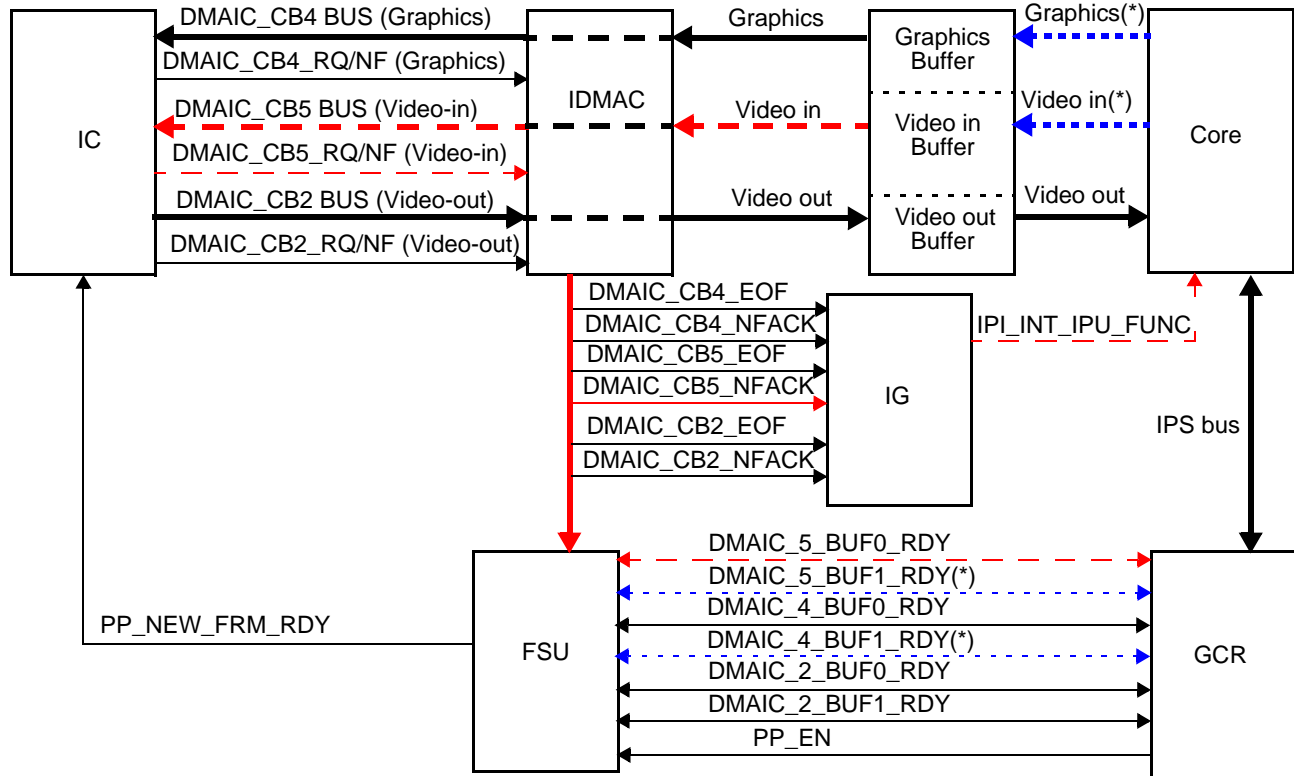 DMAIC_CB4 BUS (Graphics)
Graphics
Graphics(*)
DMAIC_CB4_RQ/NF (Graphics)
Graphics
Buffer
IDMAC
DMAIC_CB5 BUS (Video-in)
Video in
Video in(*)
IC
Video in
Buffer
Core
DMAIC_CB5_RQ/NF (Video-in)
DMAIC_CB2 BUS (Video-out)
Video out
Video out
Video out
Buffer
DMAIC_CB2_RQ/NF (Video-out)
DMAIC_CB4_EOF
DMAIC_CB4_NFACK
IPI_INT_IPU_FUNC
DMAIC_CB5_EOF
DMAIC_CB5_NFACK
IG
DMAIC_CB2_EOF
IPS bus
DMAIC_CB2_NFACK
DMAIC_5_BUF0_RDY
DMAIC_5_BUF1_RDY(*)
DMAIC_4_BUF0_RDY
PP_NEW_FRM_RDY
DMAIC_4_BUF1_RDY(*)
FSU
GCR
DMAIC_2_BUF0_RDY
DMAIC_2_BUF1_RDY
PP_EN